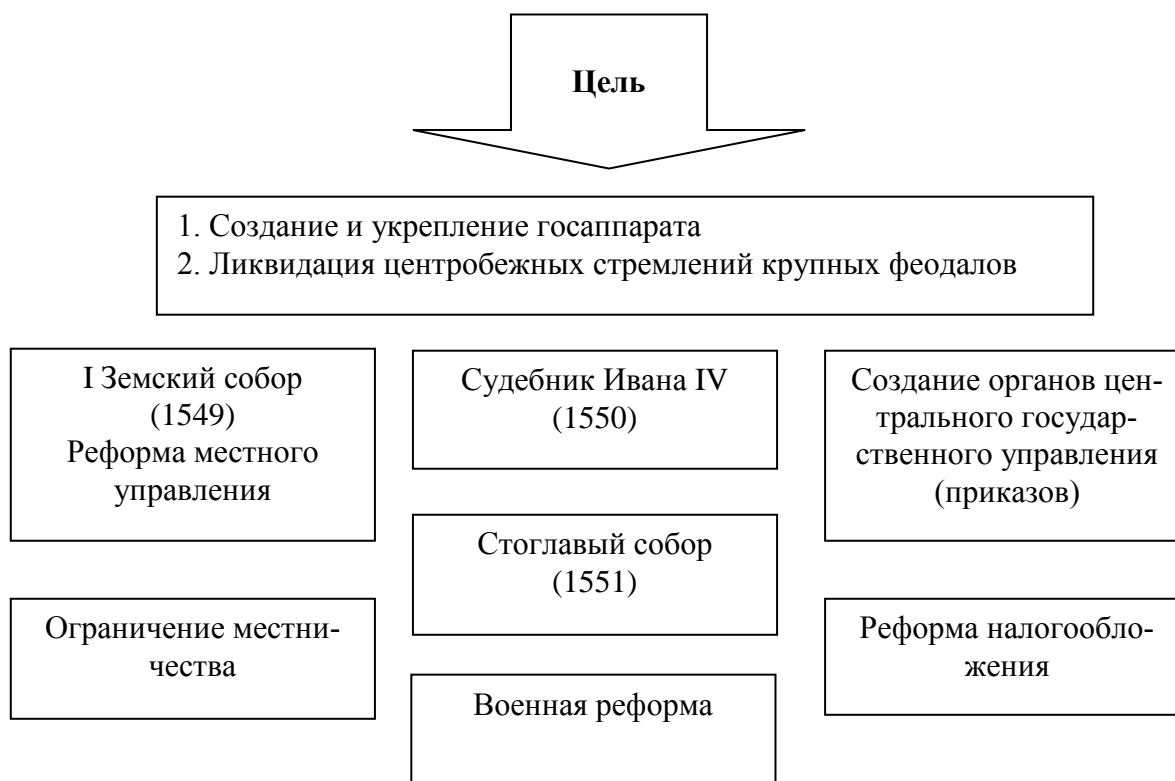 Цель
1. Создание и укрепление госаппарата
2. Ликвидация центробежных стремлений крупных феодалов
I Земский собор
(1549)
Реформа местного
управления
Судебник Ивана IV
(1550)
Создание органов цен-
трального государ-
ственного управления
(приказов)
Стоглавый собор
(1551)
Ограничение местни-
чества
Реформа налогообло-
жения
Военная реформа